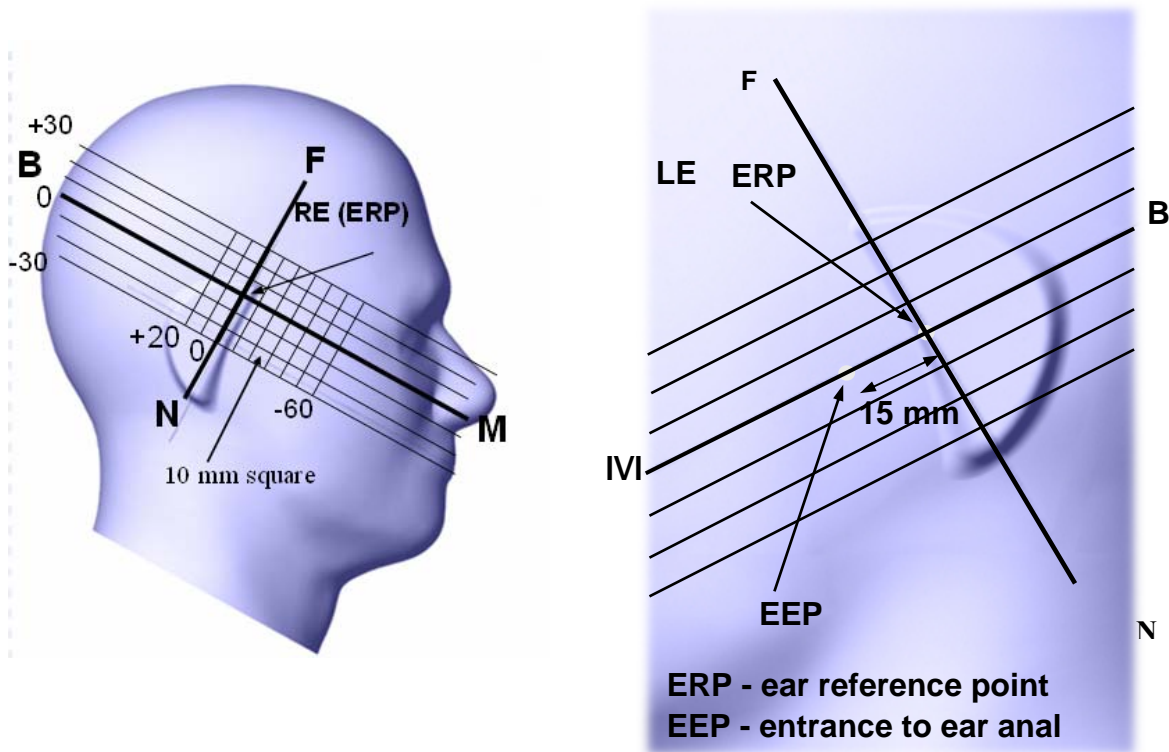 +30
B
0
-30
F
RE (ERP)
+20
0
N
-60
M
10 mm square
F
LE
ERP
B
15 mm
IVI
EEP
N
ERP - ear reference point
EEP - entrance to ear anal